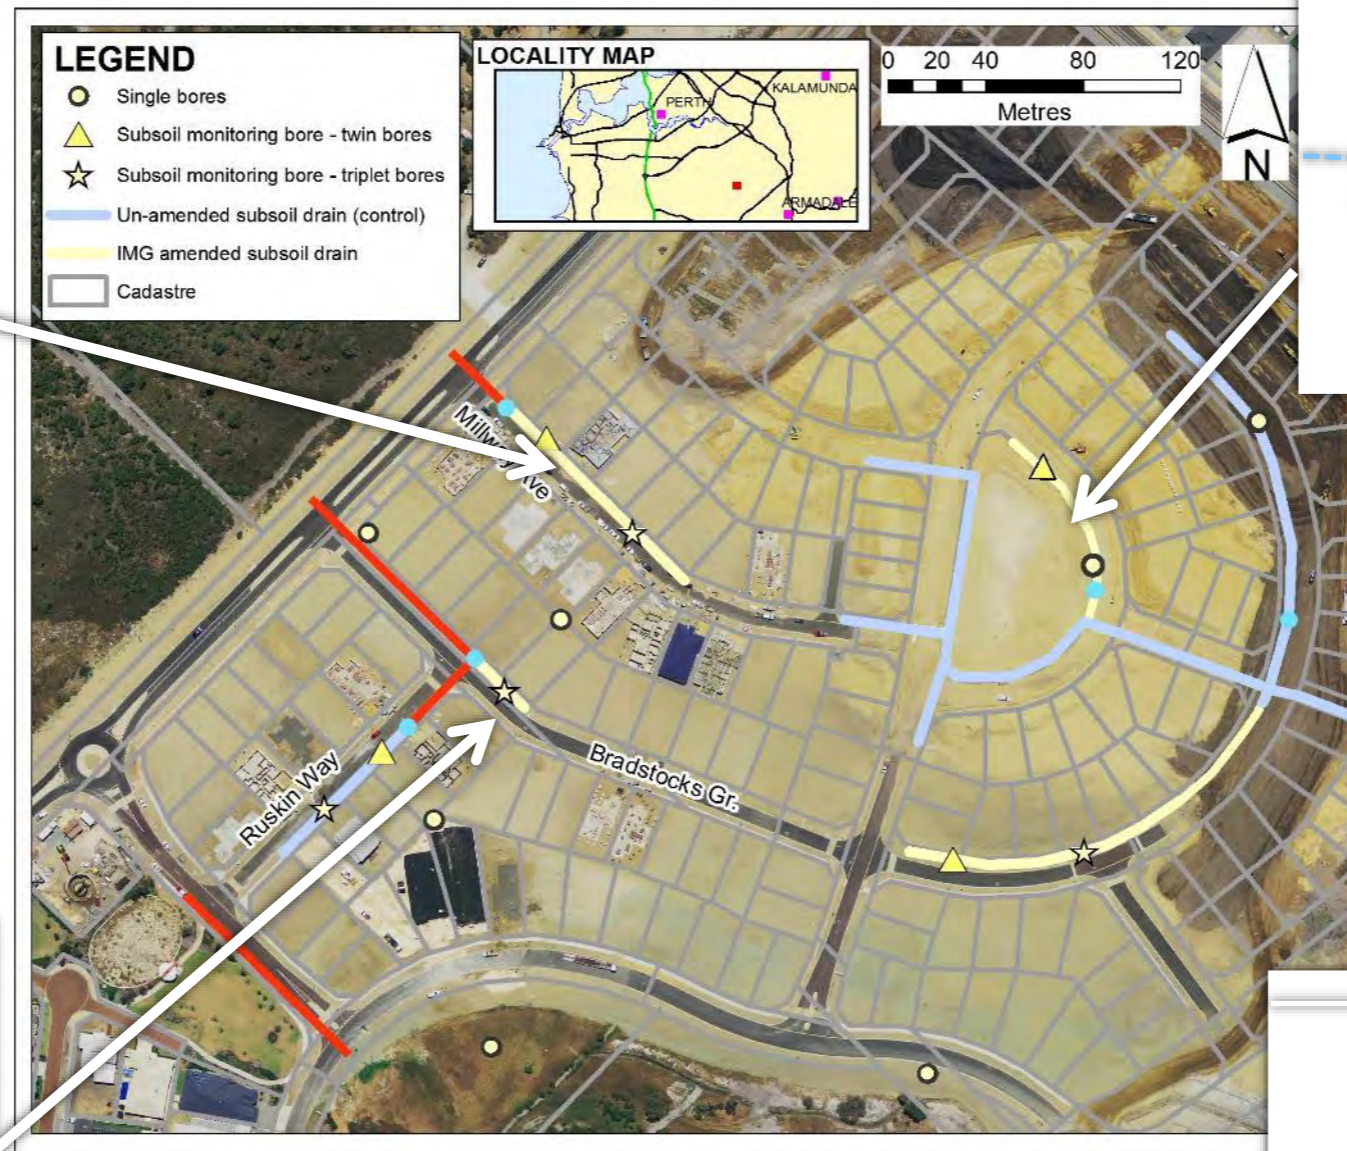 LEGEND
Single bores
Subsoil monitoring bore - twin bores
Subsoil monitoring bore - triplet bores
Un-amended subsoil drain (control)
IMG amended subsoil drain
Cadastre
LOCALITY MAP
PERTH
KALAMUNDA
ARMADALE
0 20 40 80 120
Metres
N
Ave
Bradstocks Gr.
Ruskin Way